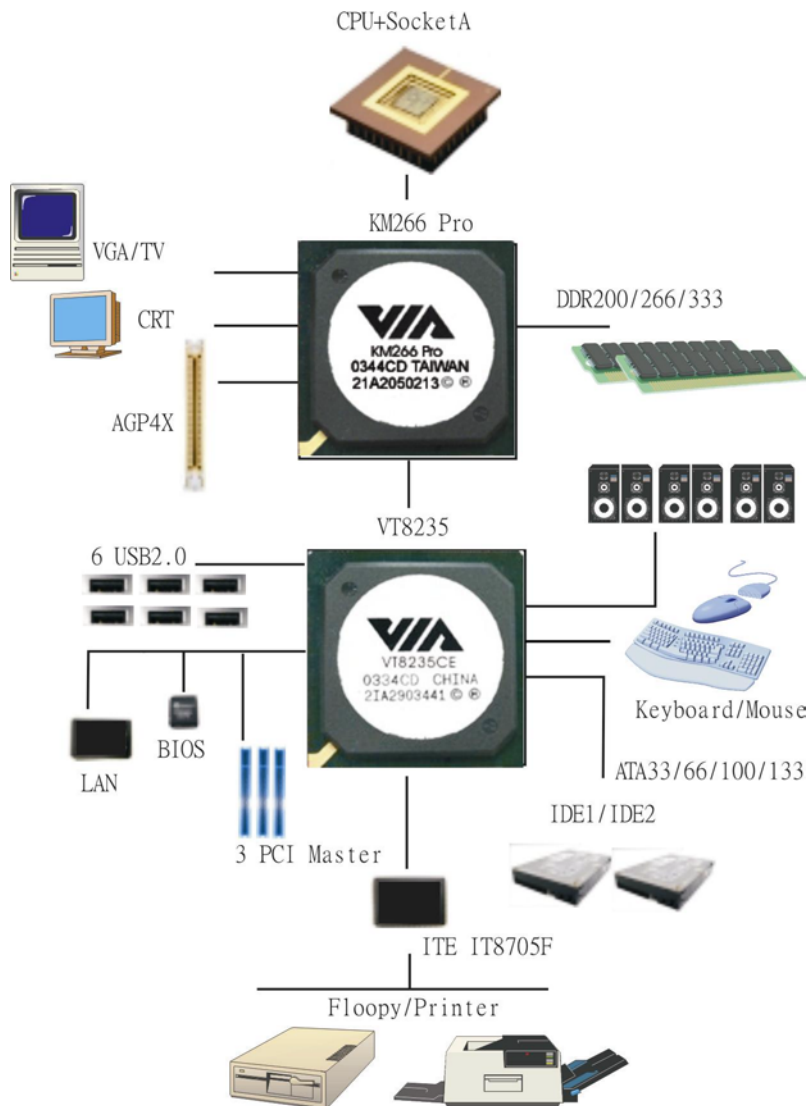 CPU+SocketA
KM266 Pro
VGA/TV
CRT
AGP4X
DDR200/266/333
VIA
KM266 Pro
0344CD TAIWAN
21A2050213 © ®
VT8235
6 USB2.0
VIA
VT8235CE
0334CD CHINA
2IA2903441 © ®
Keyboard/Mouse
LAN
BIOS
3 PCI Master
ATA33/66/100/133
IDE1/IDE2
ITE IT8705F
Floopy/Printer